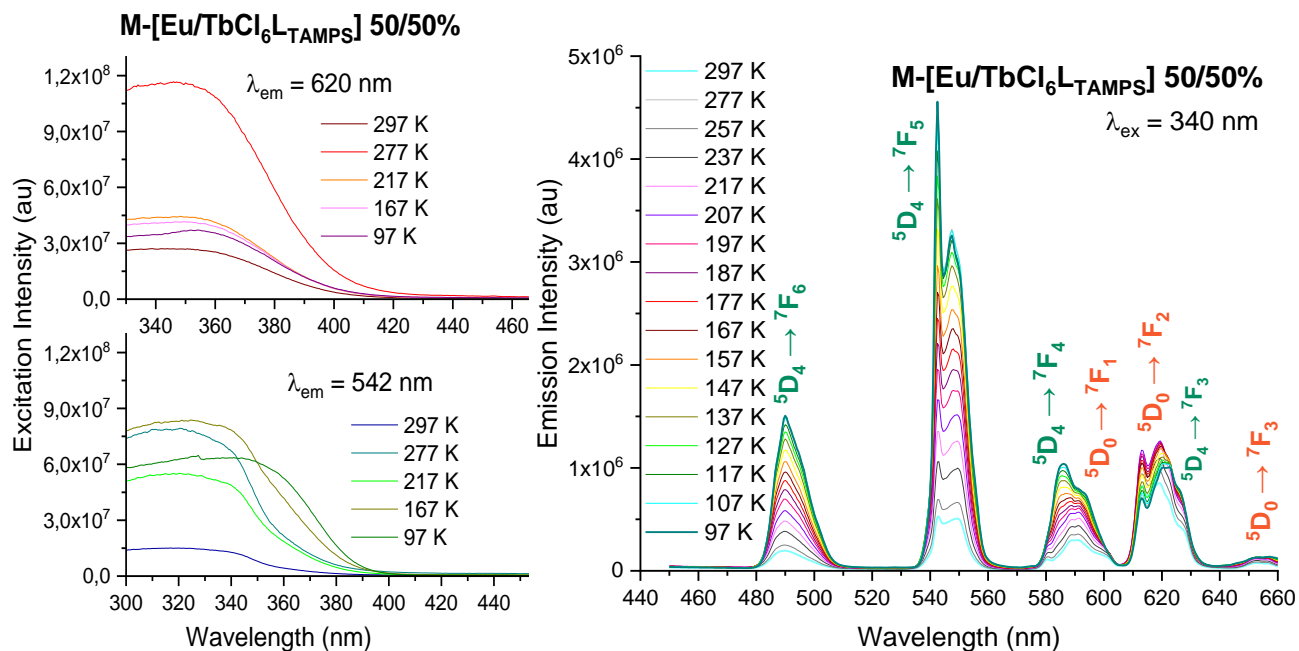 M-[Eu/TbCl6LTAMPS] 50/50%
Excitation Intensity (au)
1,2x10^8
9,0x10^7
6,0x10^7
3,0x10^7
0,0
λem = 620 nm
297 K
277 K
217 K
167 K
97 K
340 360 380 400 420 440 460
1,2x10^8
9,0x10^7
6,0x10^7
3,0x10^7
0,0
λem = 542 nm
297 K
277 K
217 K
167 K
97 K
300 320 340 360 380 400 420 440
Wavelength (nm)
Emission Intensity (au)
5x10^6
4x10^6
3x10^6
2x10^6
1x10^6
0
297 K
277 K
257 K
237 K
217 K
207 K
197 K
187 K
177 K
167 K
157 K
147 K
137 K
127 K
117 K
107 K
97 K
M-[Eu/TbCl6LTAMPS] 50/50%
λex = 340 nm
⁵D₄ → ⁷F₆
⁵D₄ → ⁷F₅
⁵D₄ → ⁷F₄
⁵D₀ → ⁷F₁
⁵D₀ → ⁷F₂
⁵D₄ → ⁷F₃
⁵D₀ → ⁷F₃
440 460 480 500 520 540 560 580 600 620 640 660
Wavelength (nm)